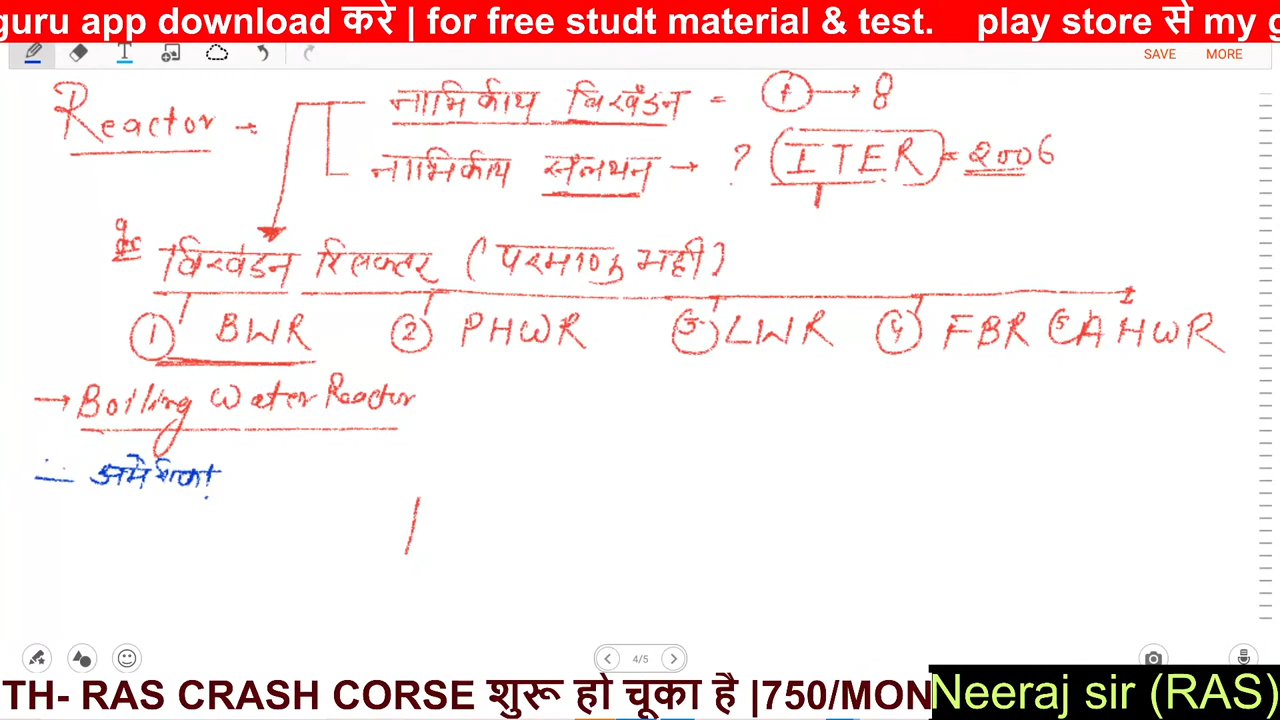 guru app download करे | for free studt material & test. play store से my g
SAVE MORE
Reactor →
नाभिकीय विखंडन = → 8
नाभिकीय संलयन → ? ITER = 2006
विखंडन रिएक्टर (परमाणु भट्टी)
① BWR ② PHWR ③ LWR ④ FBR ⑤ AHWR
→ Boiling Water Reactor
अमेरिका
4/5
TH- RAS CRASH CORSE शुरू हो चूका है |750/MON
Neeraj sir (RAS)